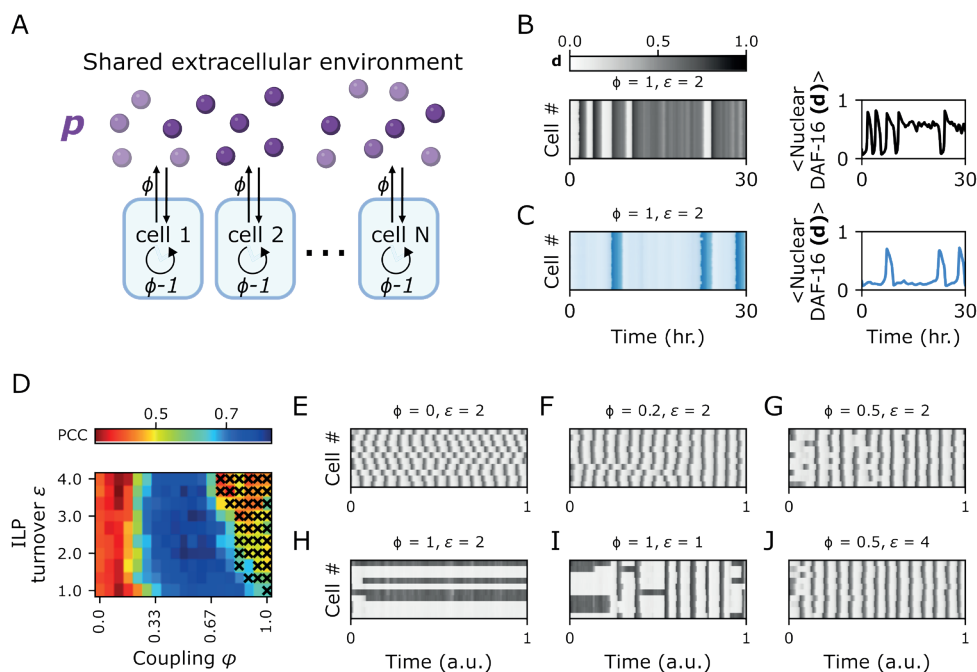 A
Shared extracellular environment
p
ϕ
ϕ
ϕ
cell 1
cell 2
cell N
...
ϕ-1
ϕ-1
ϕ-1
B
0.0
0.5
1.0
d
ϕ = 1, ε = 2
Cell #
0
30
<Nuclear
DAF-16 (d)>
1
0
0
30
C
ϕ = 1, ε = 2
Cell #
0
30
Time (hr.)
<Nuclear
DAF-16 (d)>
1
0
0
30
Time (hr.)
D
0.5
0.7
PCC
ILP
turnover ε
4.0
3.0
2.0
1.0
0.0
0.33
0.67
1.0
Coupling φ
E
ϕ = 0, ε = 2
Cell #
0
1
F
ϕ = 0.2, ε = 2
0
1
G
ϕ = 0.5, ε = 2
0
1
H
ϕ = 1, ε = 2
Cell #
0
1
Time (a.u.)
I
ϕ = 1, ε = 1
0
1
Time (a.u.)
J
ϕ = 0.5, ε = 4
0
1
Time (a.u.)